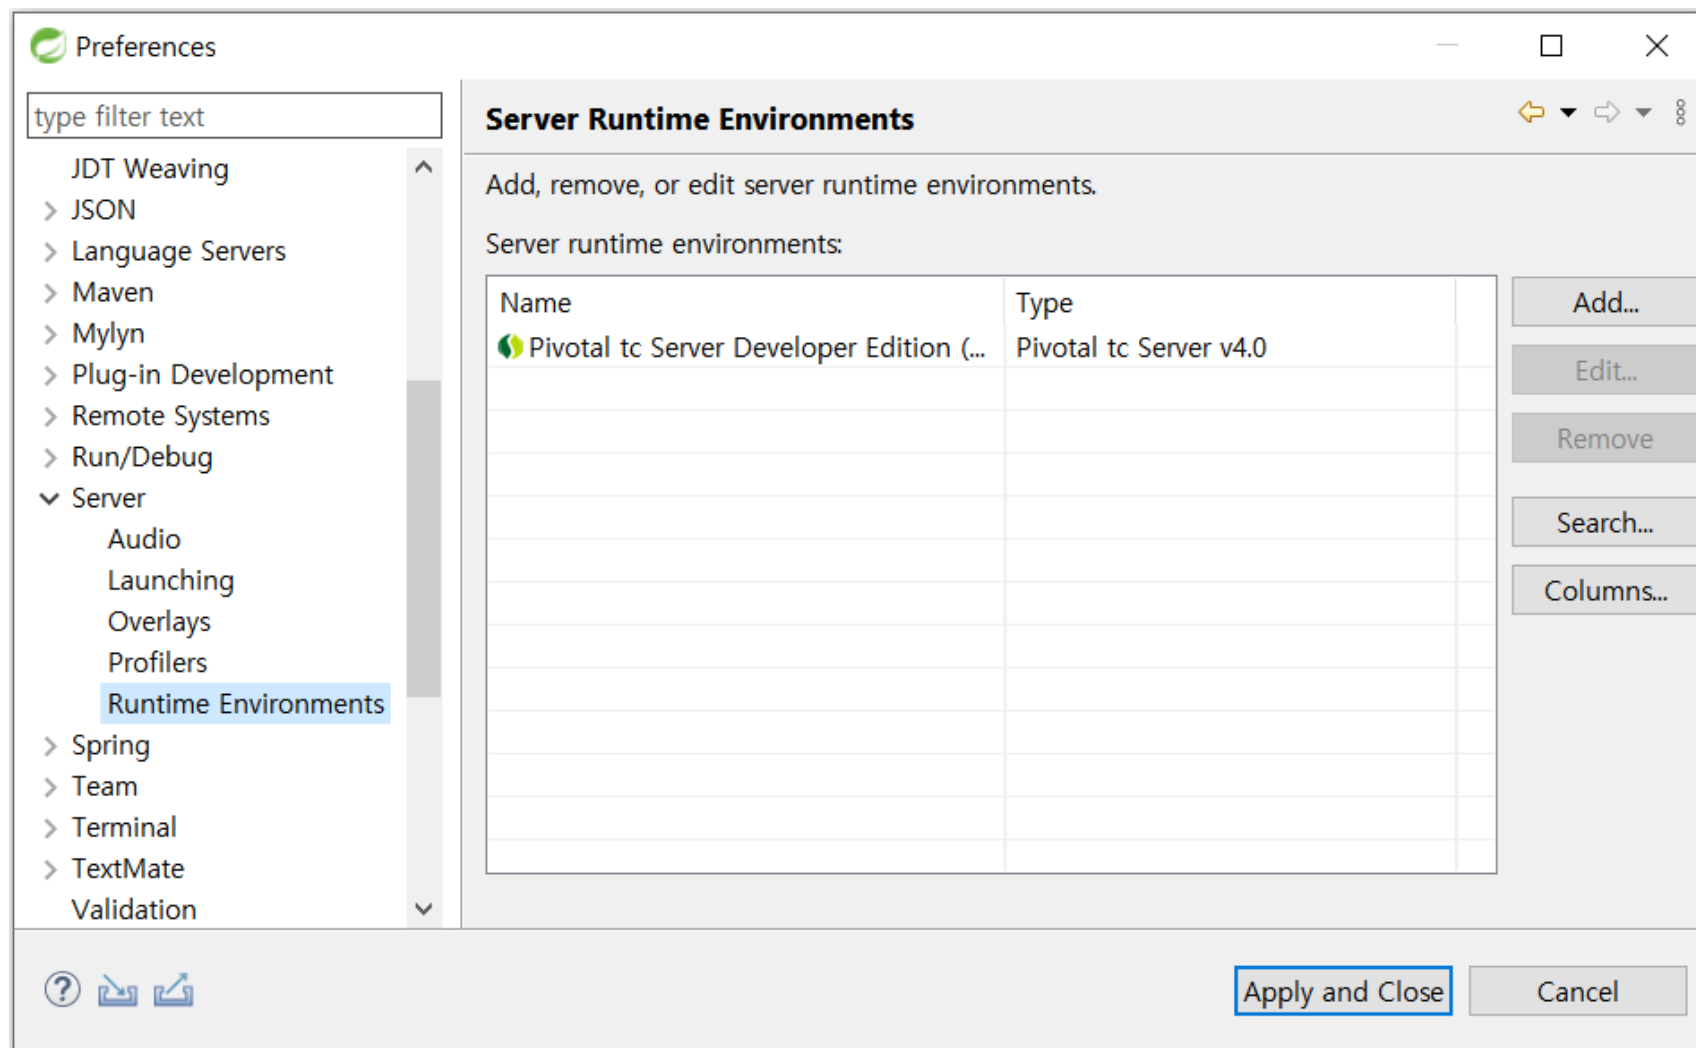 Preferences
type filter text
JDT Weaving
JSON
Language Servers
Maven
Mylyn
Plug-in Development
Remote Systems
Run/Debug
Server
Audio
Launching
Overlays
Profilers
Runtime Environments
Spring
Team
Terminal
TextMate
Validation
Server Runtime Environments
Add, remove, or edit server runtime environments.
Server runtime environments:
Name Type
Pivotal tc Server Developer Edition (... Pivotal tc Server v4.0
Add...
Edit...
Remove
Search...
Columns...
?
Apply and Close Cancel